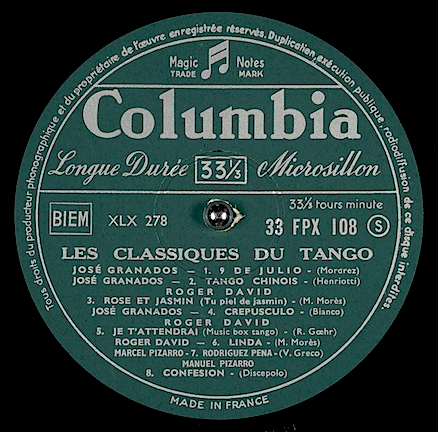 Tous droits du producteur phonographique et du propriétaire de l'œuvre enregistrée réservés. Duplication, exécution publique, radiodiffusion de ce disque interdites.
Magic Notes
TRADE MARK
Columbia
Longue Durée 33⅓ Microsillon
33⅓ tours minute
BIEM XLX 278 33 FPX 108 S
LES CLASSIQUES DU TANGO
JOSÉ GRANADOS — 1. 9 DE JULIO - (Morarez)
JOSÉ GRANADOS — 2. TANGO CHINOIS - (Henriotti)
ROGER DAVID
3. ROSE ET JASMIN (Tu piel de jasmin) - (M. Morès)
JOSÉ GRANADOS — 4. CREPUSCULO - (Bianco)
ROGER DAVID
5. JE T'ATTENDRAI (Music box tango) - (R. Gœhr)
ROGER DAVID — 6. LINDA - (M. Morès)
MARCEL PIZARRO - 7. RODRIGUEZ PENA - (V. Greco)
MANUEL PIZARRO
8. CONFESION - (Discepolo)
MADE IN FRANCE